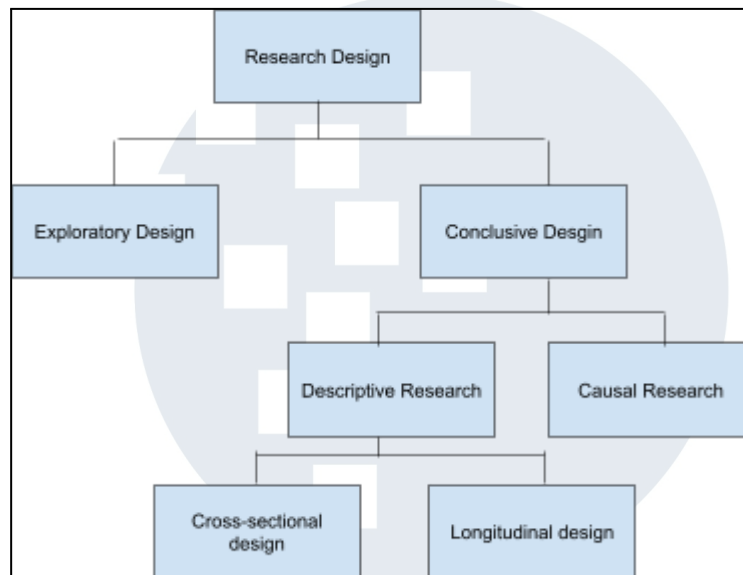 Research Design
Exploratory Design
Conclusive Desgin
Descriptive Research
Causal Research
Cross-sectional
design
Longitudinal design